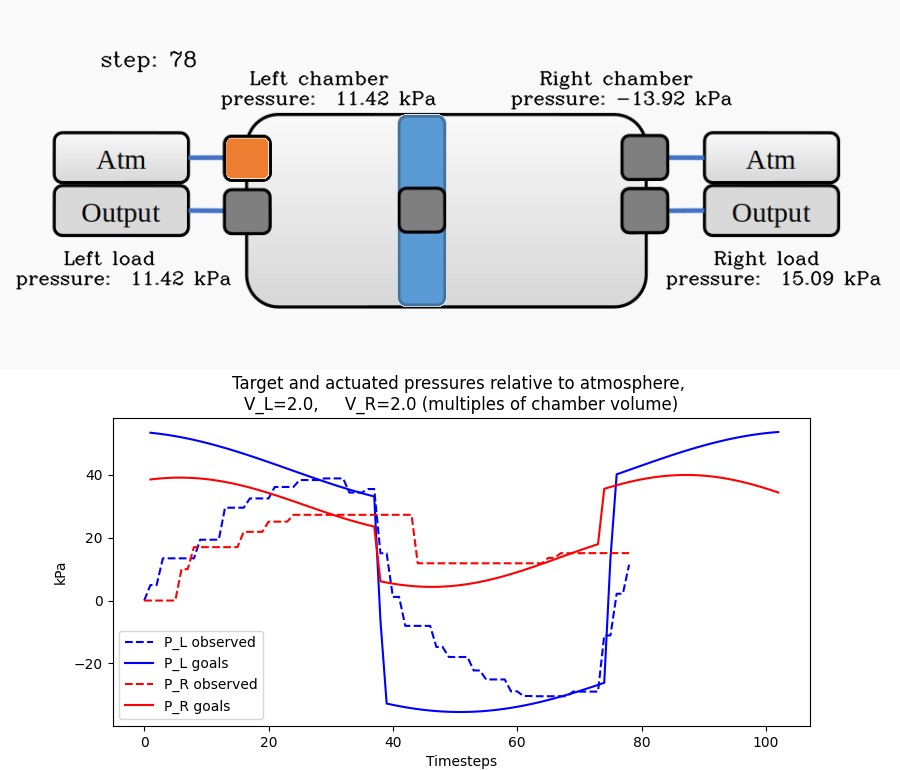 step: 78
Left chamber
pressure:  11.42 kPa
Right chamber
pressure: −13.92 kPa
Atm
Output
Atm
Output
Left load
pressure:  11.42 kPa
Right load
pressure:  15.09 kPa
Target and actuated pressures relative to atmosphere,
V_L=2.0,     V_R=2.0 (multiples of chamber volume)
kPa
40
20
0
−20
P_L observed
P_L goals
P_R observed
P_R goals
0 20 40 60 80 100
Timesteps